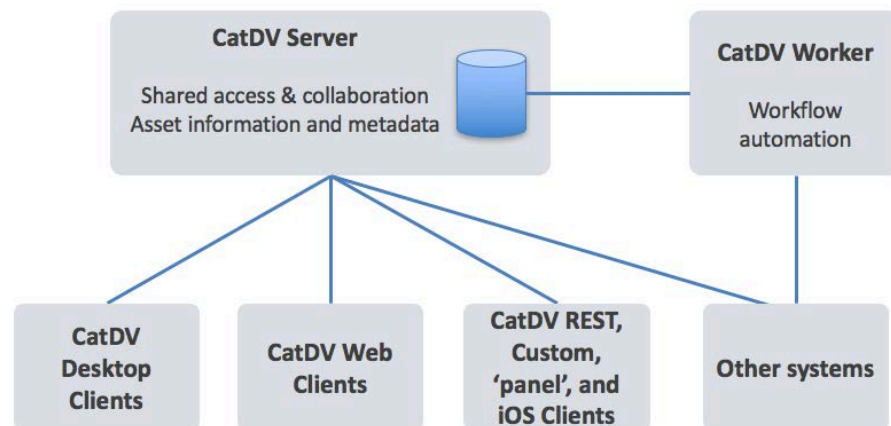 CatDV Server
Shared access & collaboration
Asset information and metadata
CatDV Worker
Workflow
automation
CatDV
Desktop
Clients
CatDV Web
Clients
CatDV REST,
Custom,
‘panel’, and
iOS Clients
Other systems